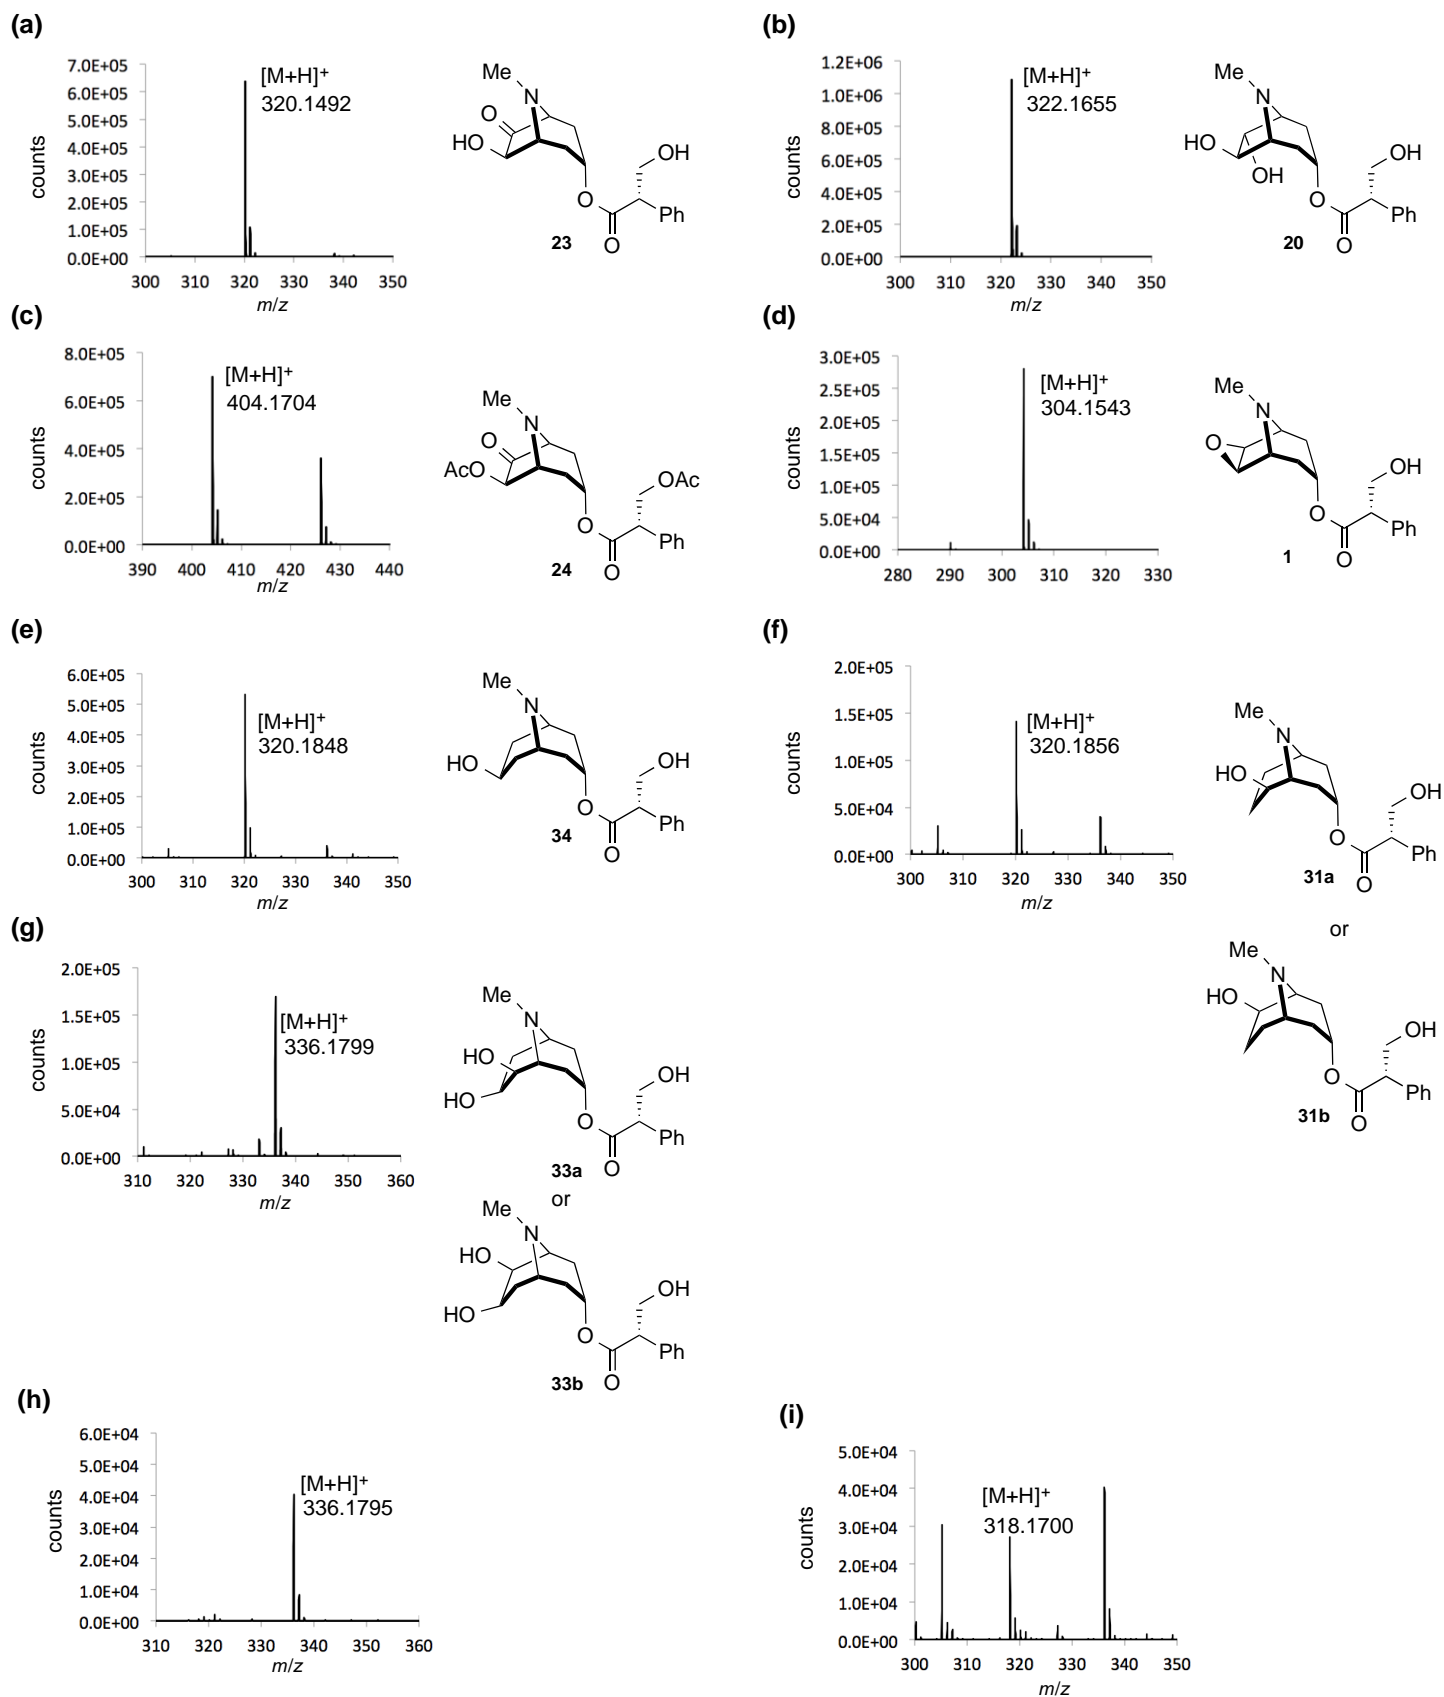 (a)
7.0E+05
6.0E+05
5.0E+05
4.0E+05
3.0E+05
2.0E+05
1.0E+05
0.0E+00
counts
300 310 320 330 340 350
m/z
[M+H]+
320.1492
Me
N
O
HO
OH
O
Ph
O
23
(b)
1.2E+06
1.0E+06
8.0E+05
6.0E+05
4.0E+05
2.0E+05
0.0E+00
counts
300 310 320 330 340 350
m/z
[M+H]+
322.1655
Me
N
HO
OH
OH
O
Ph
O
20
(c)
8.0E+05
6.0E+05
4.0E+05
2.0E+05
0.0E+00
counts
390 400 410 420 430 440
m/z
[M+H]+
404.1704
Me
N
O
AcO
OAc
O
Ph
O
24
(d)
3.0E+05
2.5E+05
2.0E+05
1.5E+05
1.0E+05
5.0E+04
0.0E+00
counts
280 290 300 310 320 330
[M+H]+
304.1543
Me
N
O
OH
O
Ph
O
1
(e)
6.0E+05
5.0E+05
4.0E+05
3.0E+05
2.0E+05
1.0E+05
0.0E+00
counts
300 310 320 330 340 350
m/z
[M+H]+
320.1848
Me
N
HO
OH
O
Ph
O
34
(f)
2.0E+05
1.5E+05
1.0E+05
5.0E+04
0.0E+00
counts
300 310 320 330 340 350
m/z
[M+H]+
320.1856
Me
N
HO
OH
O
Ph
O
31a
or
Me
N
HO
OH
O
Ph
O
31b
(g)
2.0E+05
1.5E+05
1.0E+05
5.0E+04
0.0E+00
counts
310 320 330 340 350 360
m/z
[M+H]+
336.1799
Me
N
HO
HO
OH
O
Ph
O
33a
or
Me
N
HO
HO
OH
O
Ph
O
33b
(h)
6.0E+04
5.0E+04
4.0E+04
3.0E+04
2.0E+04
1.0E+04
0.0E+00
counts
310 320 330 340 350 360
m/z
[M+H]+
336.1795
(i)
5.0E+04
4.0E+04
3.0E+04
2.0E+04
1.0E+04
0.0E+00
counts
300 310 320 330 340 350
m/z
[M+H]+
318.1700